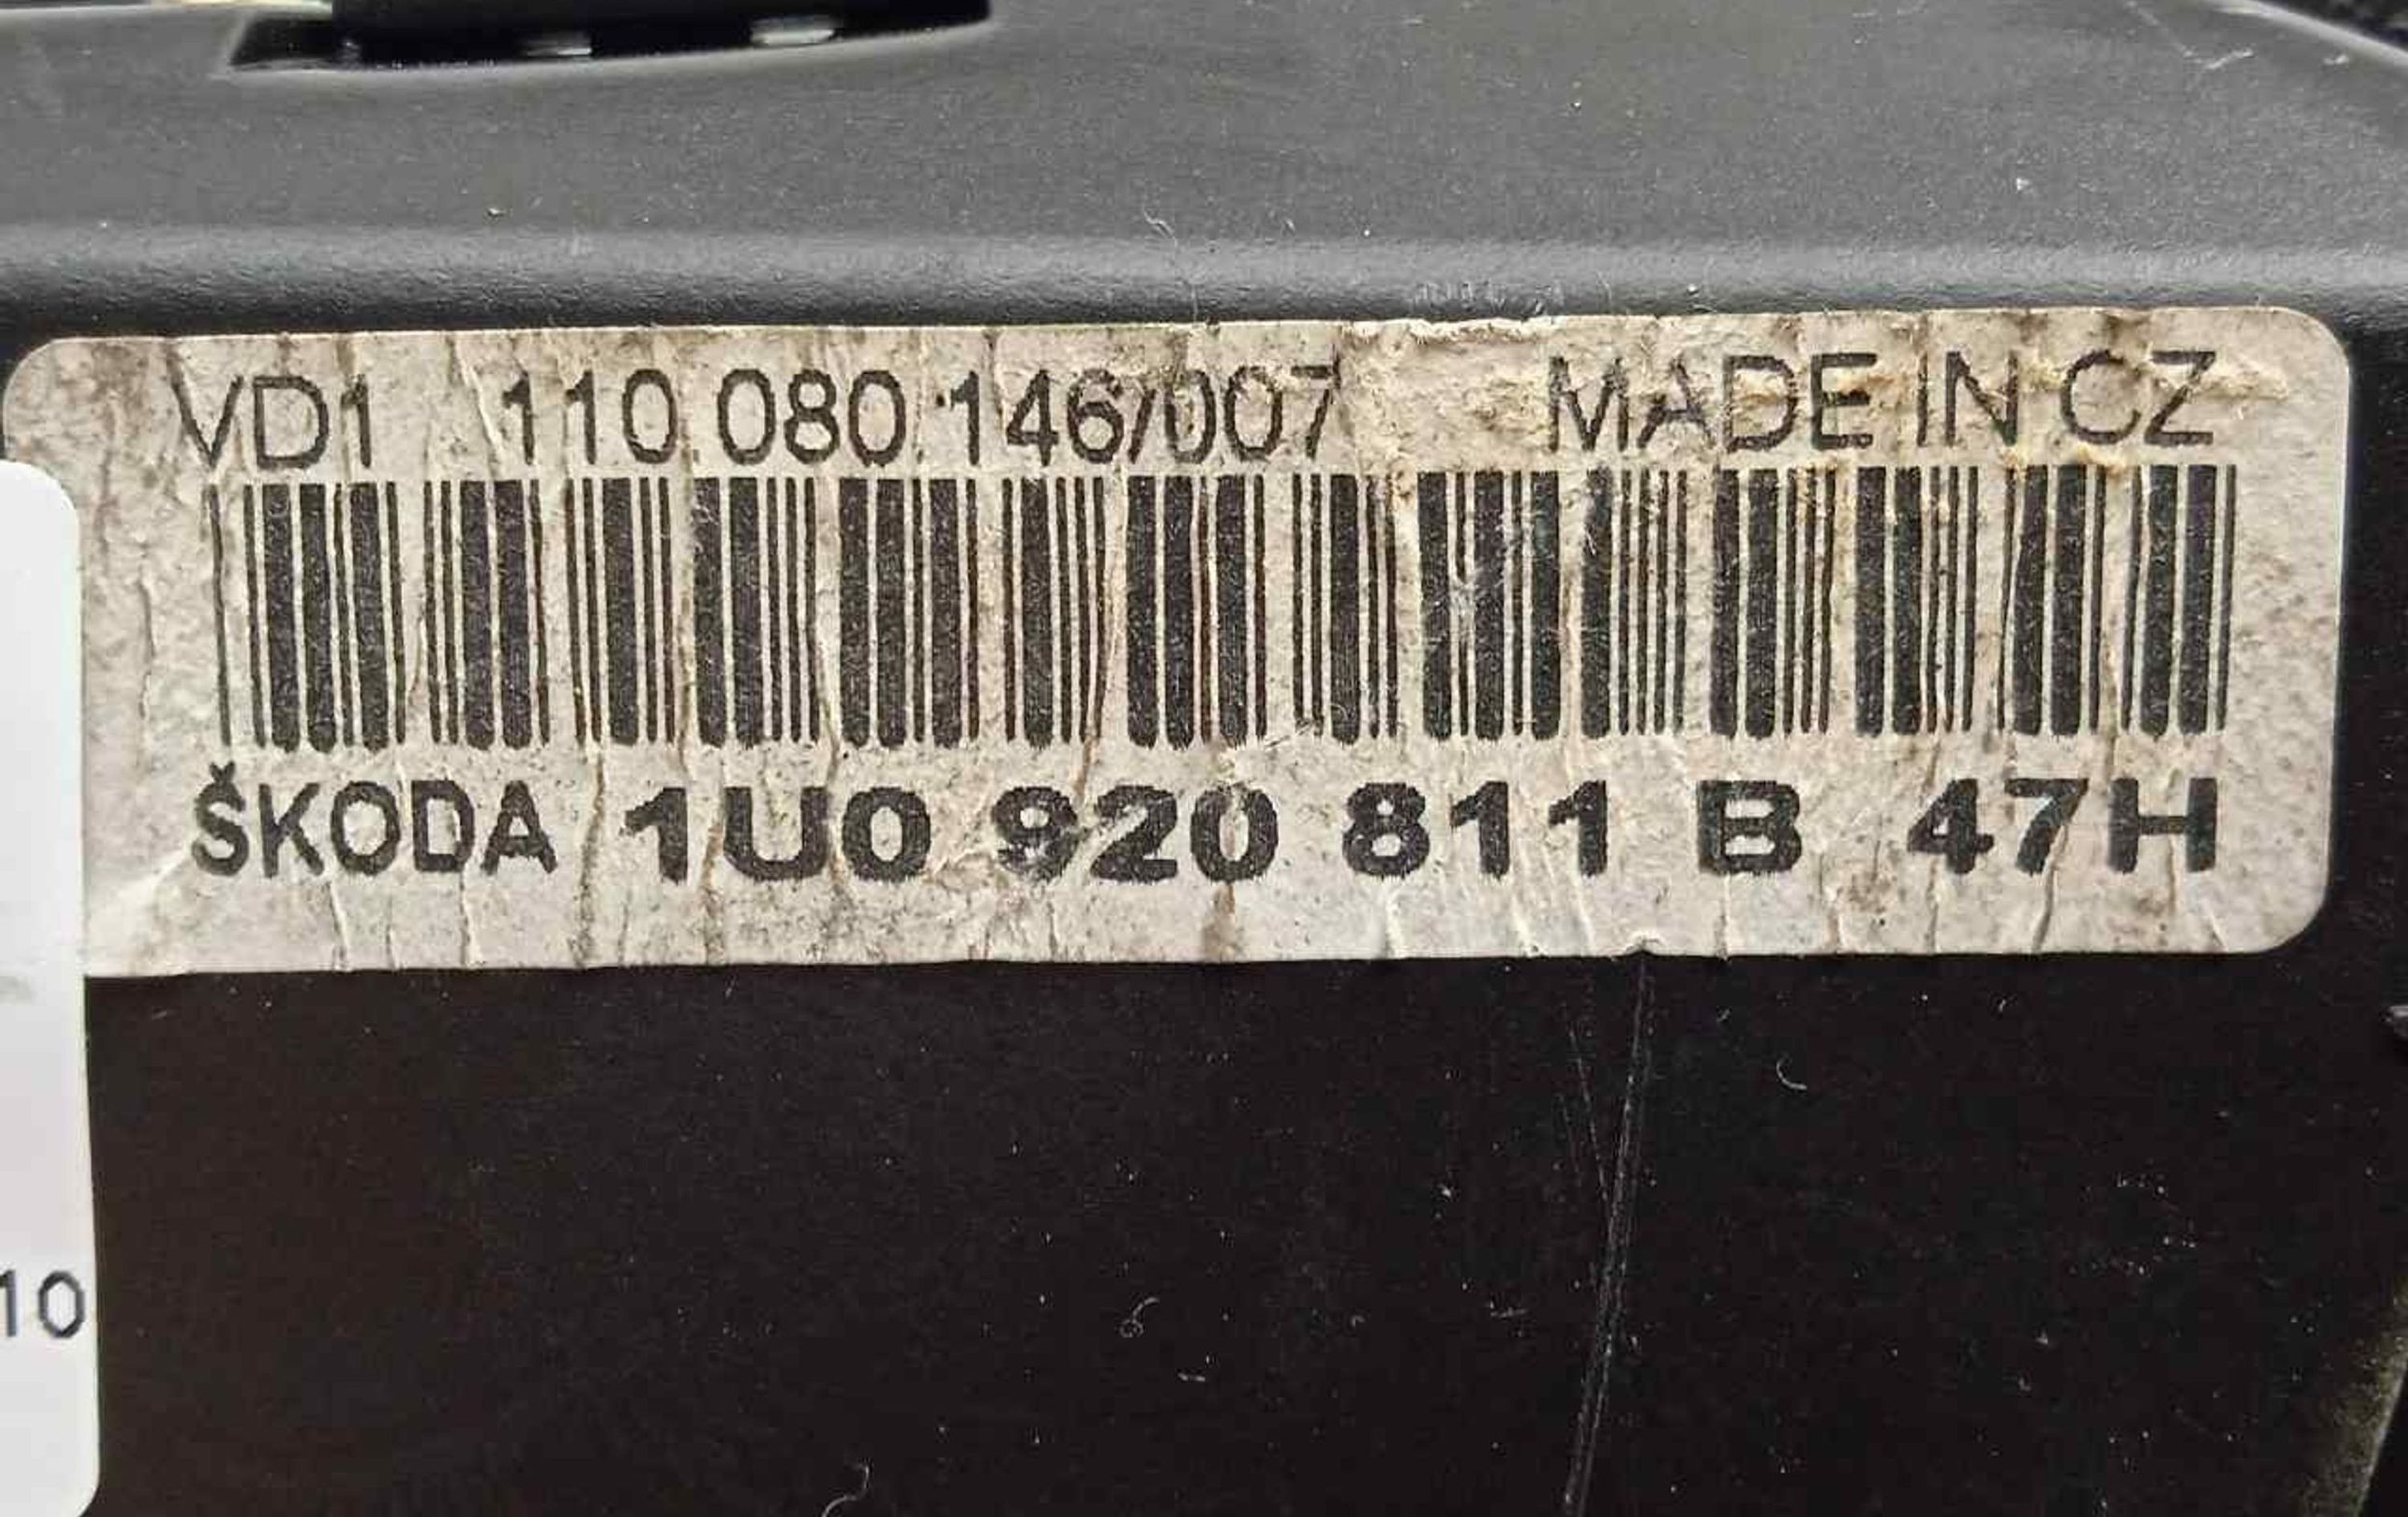 VD1 110.080.146/007 MADE IN CZ
ŠKODA 1U0 920 811 B 47H
10